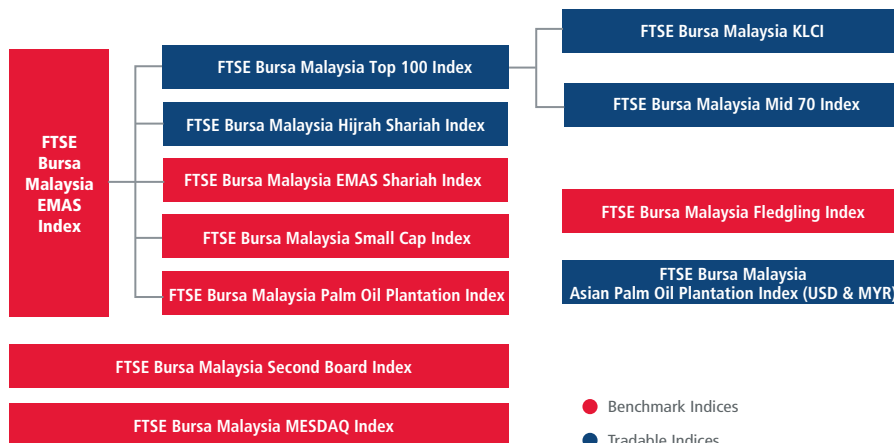 FTSE
Bursa
Malaysia
EMAS
Index
FTSE Bursa Malaysia Top 100 Index
FTSE Bursa Malaysia Hijrah Shariah Index
FTSE Bursa Malaysia EMAS Shariah Index
FTSE Bursa Malaysia Small Cap Index
FTSE Bursa Malaysia Palm Oil Plantation Index
FTSE Bursa Malaysia KLCI
FTSE Bursa Malaysia Mid 70 Index
FTSE Bursa Malaysia Fledgling Index
FTSE Bursa Malaysia
Asian Palm Oil Plantation Index (USD & MYR)
FTSE Bursa Malaysia Second Board Index
FTSE Bursa Malaysia MESDAQ Index
Benchmark Indices
Tradable Indices